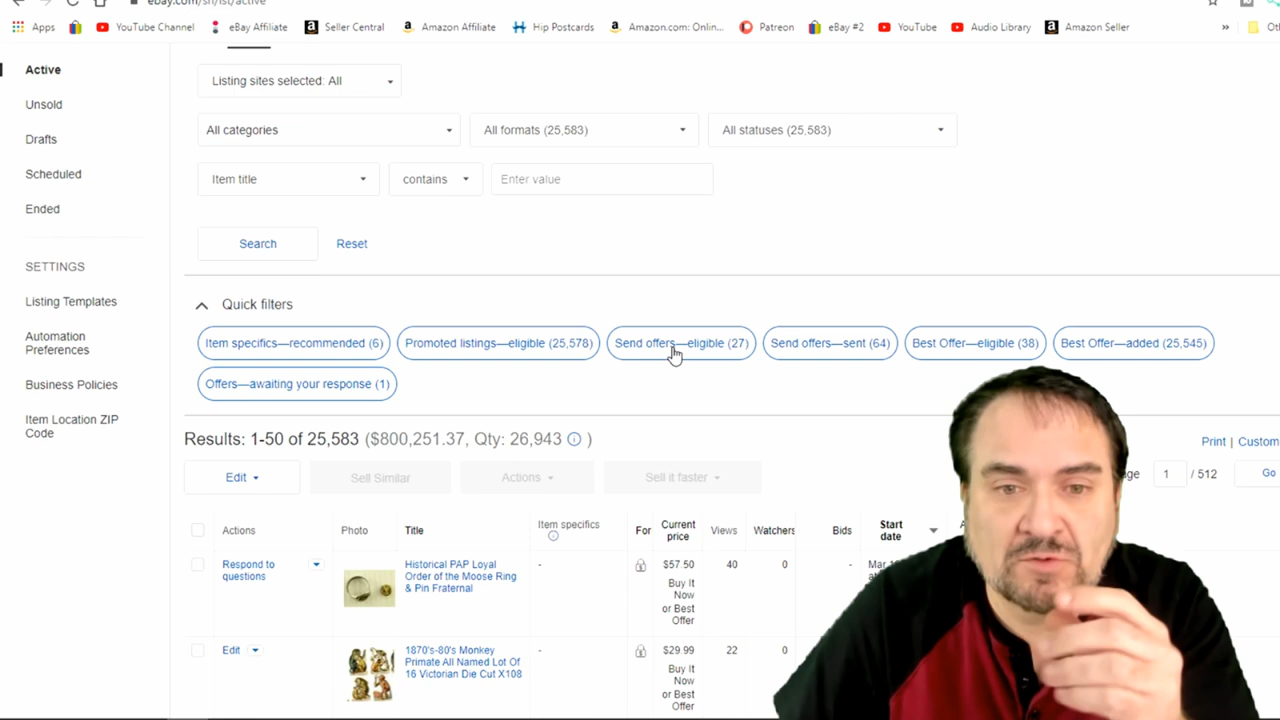 ebay.com/sh/lst/active
Apps
YouTube Channel
eBay Affiliate
Seller Central
Amazon Affiliate
Hip Postcards
Amazon.com: Onlin...
Patreon
eBay #2
YouTube
Audio Library
Amazon Seller
»
Active
Unsold
Drafts
Scheduled
Ended
SETTINGS
Listing Templates
Automation
Preferences
Business Policies
Item Location ZIP
Code
Listing sites selected: All
All categories
All formats (25,583)
All statuses (25,583)
Item title
contains
Enter value
Search
Reset
Quick filters
Item specifics—recommended (6)
Promoted listings—eligible (25,578)
Send offers—eligible (27)
Send offers—sent (64)
Best Offer—eligible (38)
Best Offer—added (25,545)
Offers—awaiting your response (1)
Results: 1-50 of 25,583 ($800,251.37, Qty: 26,943 )
Print | Custom
Edit
Sell Similar
Actions
Sell it faster
1
/ 512
Go
Actions
Photo
Title
Item specifics
For
Current
price
Views
Watchers
Bids
Start
date
Respond to
questions
Historical PAP Loyal
Order of the Moose Ring
& Pin Fraternal
-
$57.50
Buy It
Now
or Best
Offer
40
0
-
Edit
1870's-80's Monkey
Primate All Named Lot Of
16 Victorian Die Cut X108
-
$29.99
Buy It
Now
or Best
Offer
22
0